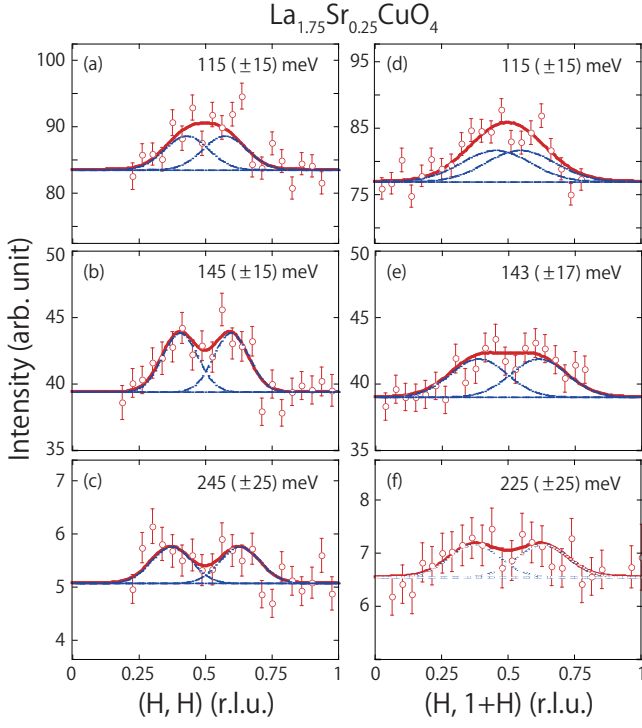 La1.75Sr0.25CuO4
(a) 115 (±15) meV
100
90
80
(d) 115 (±15) meV
95
85
75
(b) 145 (±15) meV
50
45
40
35
(e) 143 (±17) meV
50
45
40
35
(c) 245 (±25) meV
7
6
5
4
(f) 225 (±25) meV
8
7
6
Intensity (arb. unit)
0 0.25 0.5 0.75 1
0 0.25 0.5 0.75 1
(H, H) (r.l.u.)
(H, 1+H) (r.l.u.)